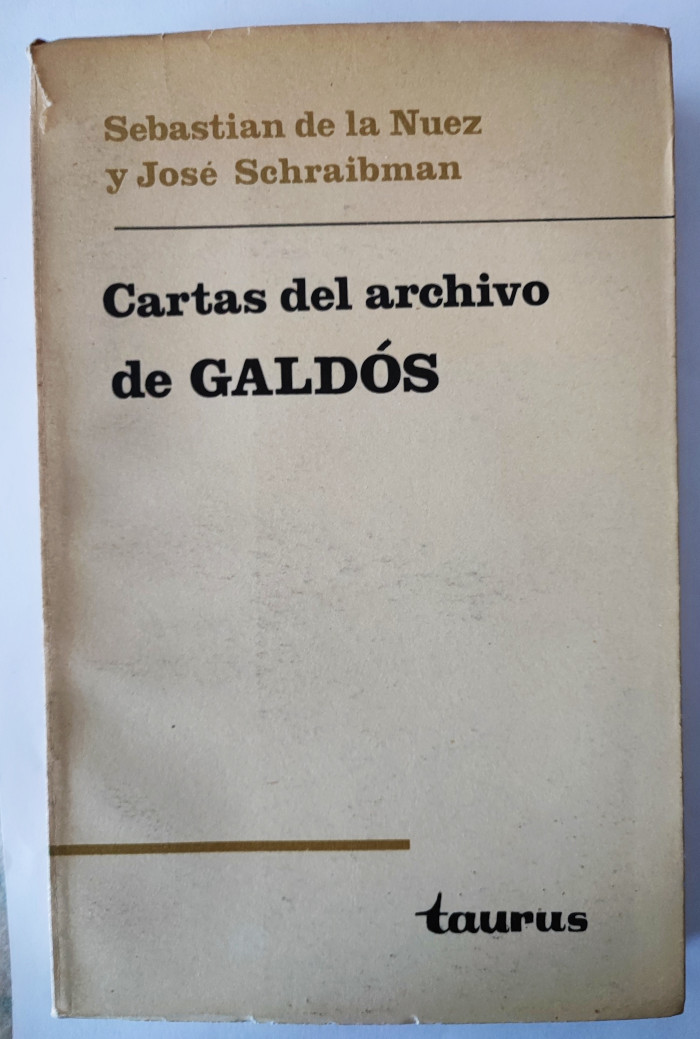 Sebastian de la Nuez
y José Schraibman
Cartas del archivo
de GALDÓS
taurus